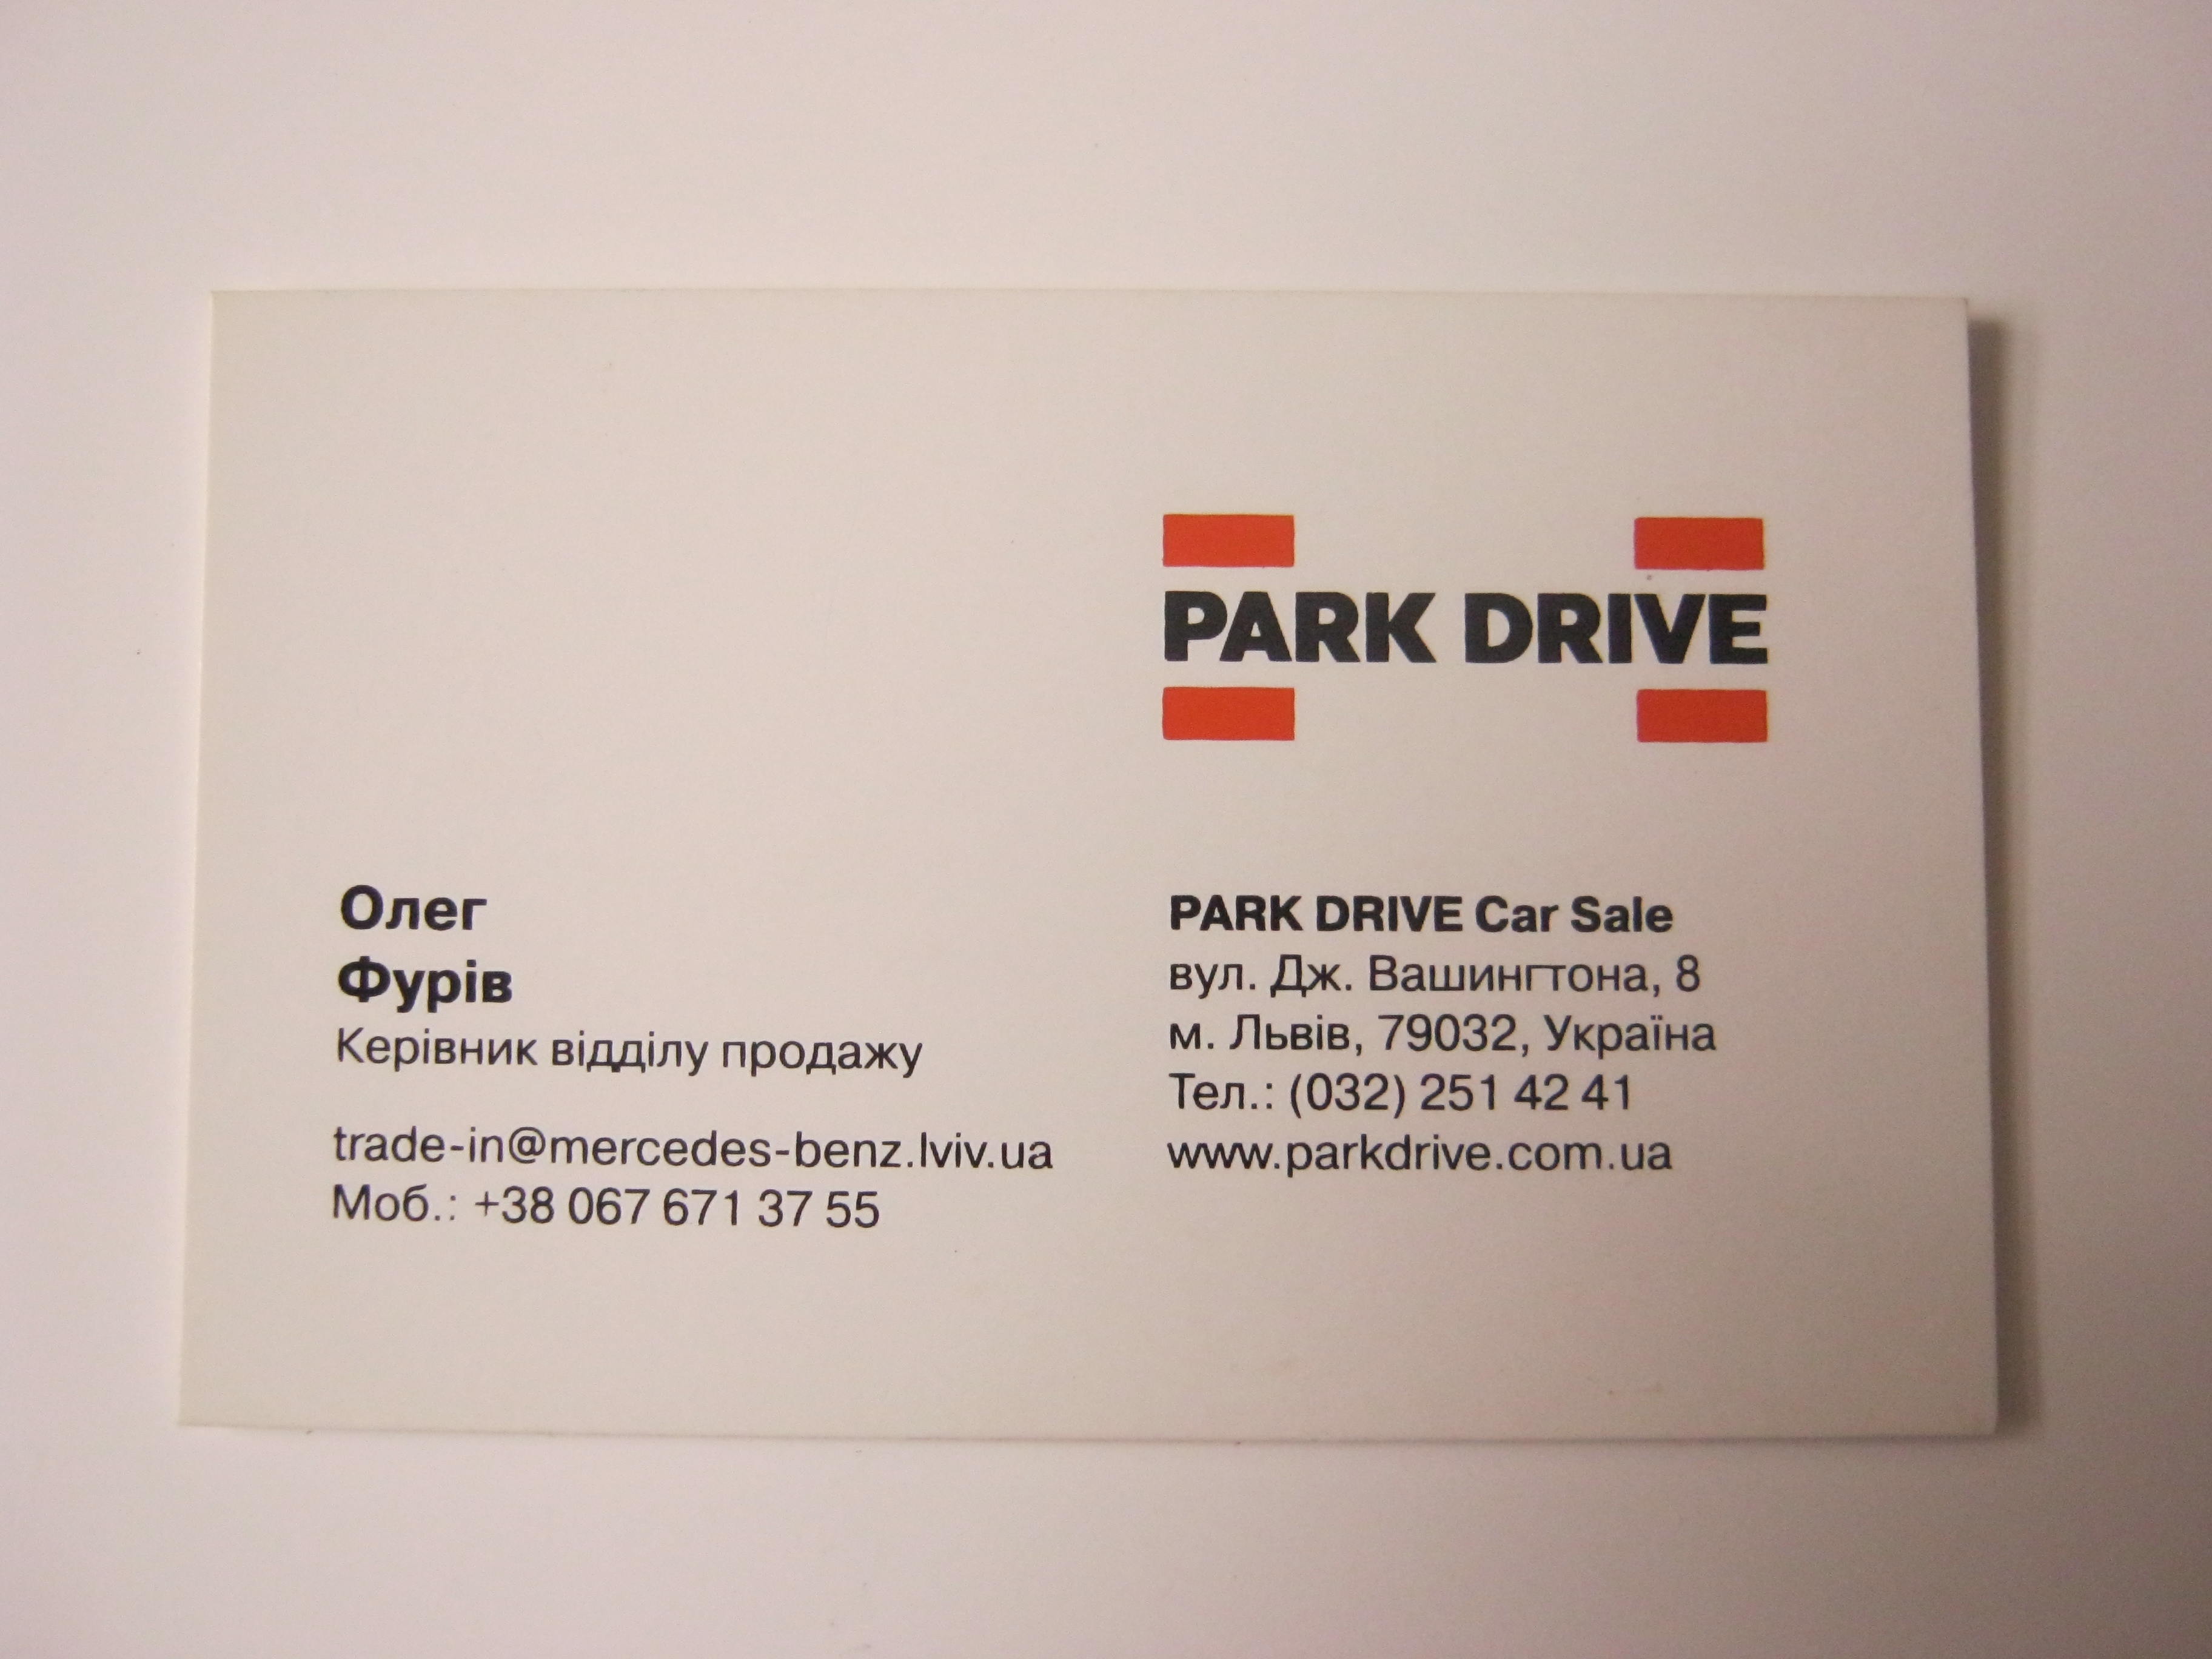 PARK DRIVE
Олег
Фурів
Керівник відділу продажу
trade-in@mercedes-benz.lviv.ua
Моб.: +38 067 671 37 55
PARK DRIVE Car Sale
вул. Дж. Вашингтона, 8
м. Львів, 79032, Україна
Тел.: (032) 251 42 41
www.parkdrive.com.ua